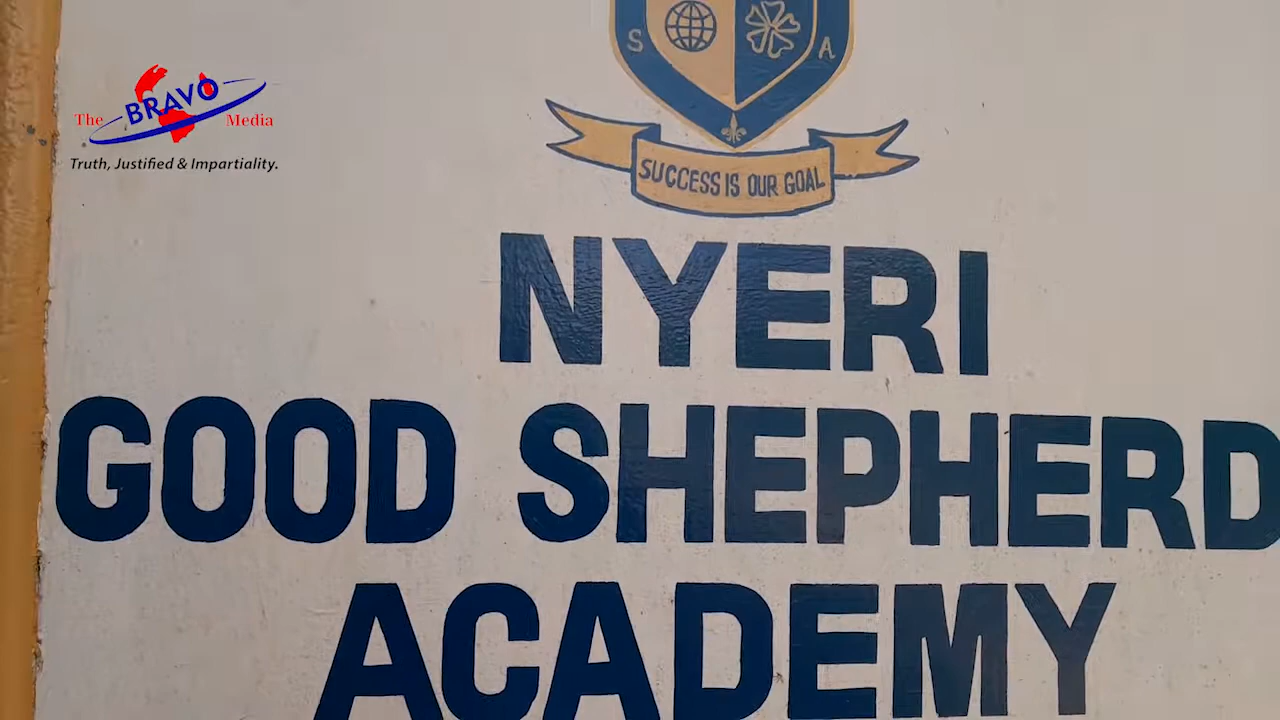 The BRAVO Media
Truth, Justified & Impartiality.
S A
SUCCESS IS OUR GOAL
NYERI
GOOD SHEPHERD
ACADEMY